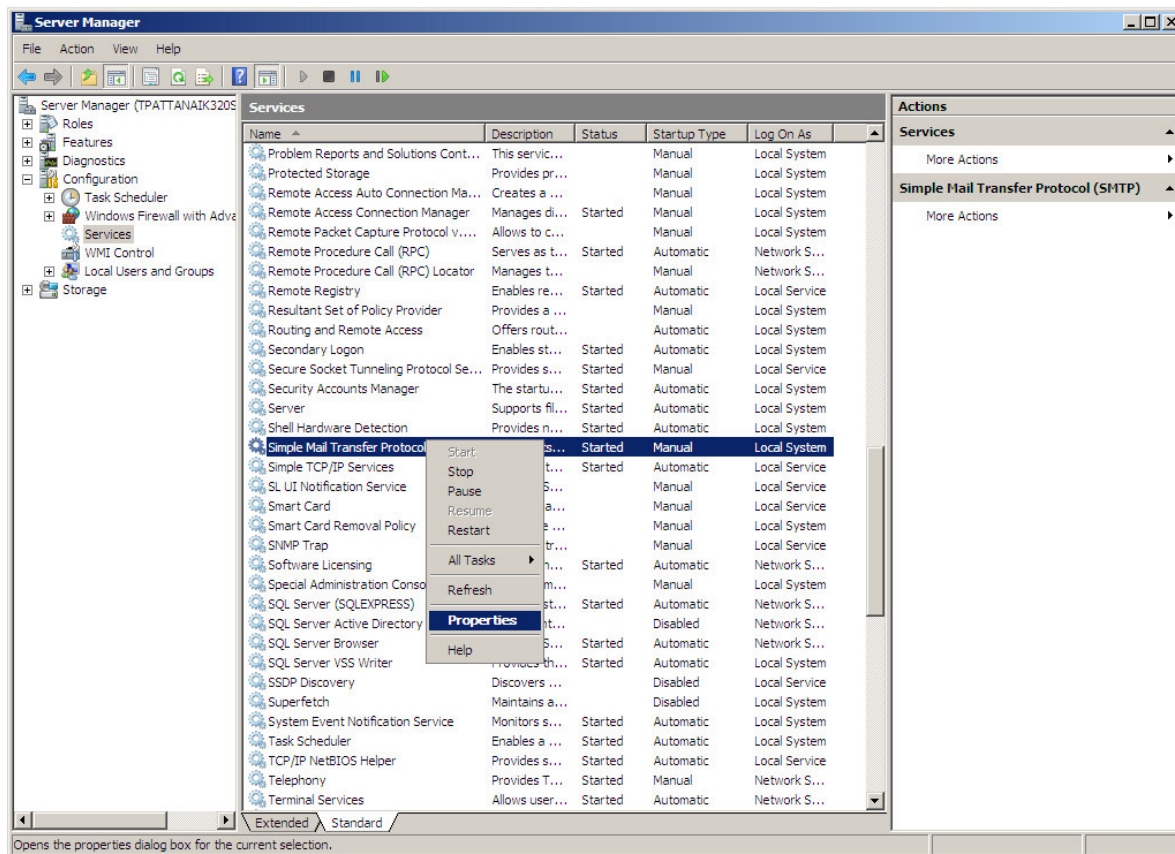 Server Manager
File Action View Help
Server Manager (TPATTANAIK320S
Roles
Features
Diagnostics
Configuration
Task Scheduler
Windows Firewall with Adva
Services
WMI Control
Local Users and Groups
Storage
Services
Name Description Status Startup Type Log On As
Problem Reports and Solutions Cont... This servic... Manual Local System
Protected Storage Provides pr... Manual Local System
Remote Access Auto Connection Ma... Creates a ... Manual Local System
Remote Access Connection Manager Manages di... Started Manual Local System
Remote Packet Capture Protocol v.... Allows to c... Manual Local System
Remote Procedure Call (RPC) Serves as t... Started Automatic Network S...
Remote Procedure Call (RPC) Locator Manages t... Manual Network S...
Remote Registry Enables re... Started Automatic Local Service
Resultant Set of Policy Provider Provides a ... Manual Local System
Routing and Remote Access Offers rout... Automatic Local System
Secondary Logon Enables st... Started Automatic Local System
Secure Socket Tunneling Protocol Se... Provides s... Started Manual Local Service
Security Accounts Manager The startu... Started Automatic Local System
Server Supports fil... Started Automatic Local System
Shell Hardware Detection Provides n... Started Automatic Local System
Simple Mail Transfer Protocol ts... Started Manual Local System
Simple TCP/IP Services t... Started Automatic Local Service
SL UI Notification Service S... Manual Local Service
Smart Card a... Manual Local Service
Smart Card Removal Policy ... Manual Local System
SNMP Trap tr... Manual Local Service
Software Licensing n... Started Automatic Network S...
Special Administration Conso m... Manual Local System
SQL Server (SQLEXPRESS) st... Started Automatic Network S...
SQL Server Active Directory nt... Disabled Network S...
SQL Server Browser S... Started Automatic Network S...
SQL Server VSS Writer Provides th... Started Automatic Local System
SSDP Discovery Discovers ... Disabled Local Service
Superfetch Maintains a... Disabled Local System
System Event Notification Service Monitors s... Started Automatic Local System
Task Scheduler Enables a ... Started Automatic Local System
TCP/IP NetBIOS Helper Provides s... Started Automatic Local Service
Telephony Provides T... Started Manual Network S...
Terminal Services Allows user... Started Automatic Network S...
Start
Stop
Pause
Resume
Restart
All Tasks
Refresh
Properties
Help
Extended Standard
Actions
Services
More Actions
Simple Mail Transfer Protocol (SMTP)
More Actions
Opens the properties dialog box for the current selection.